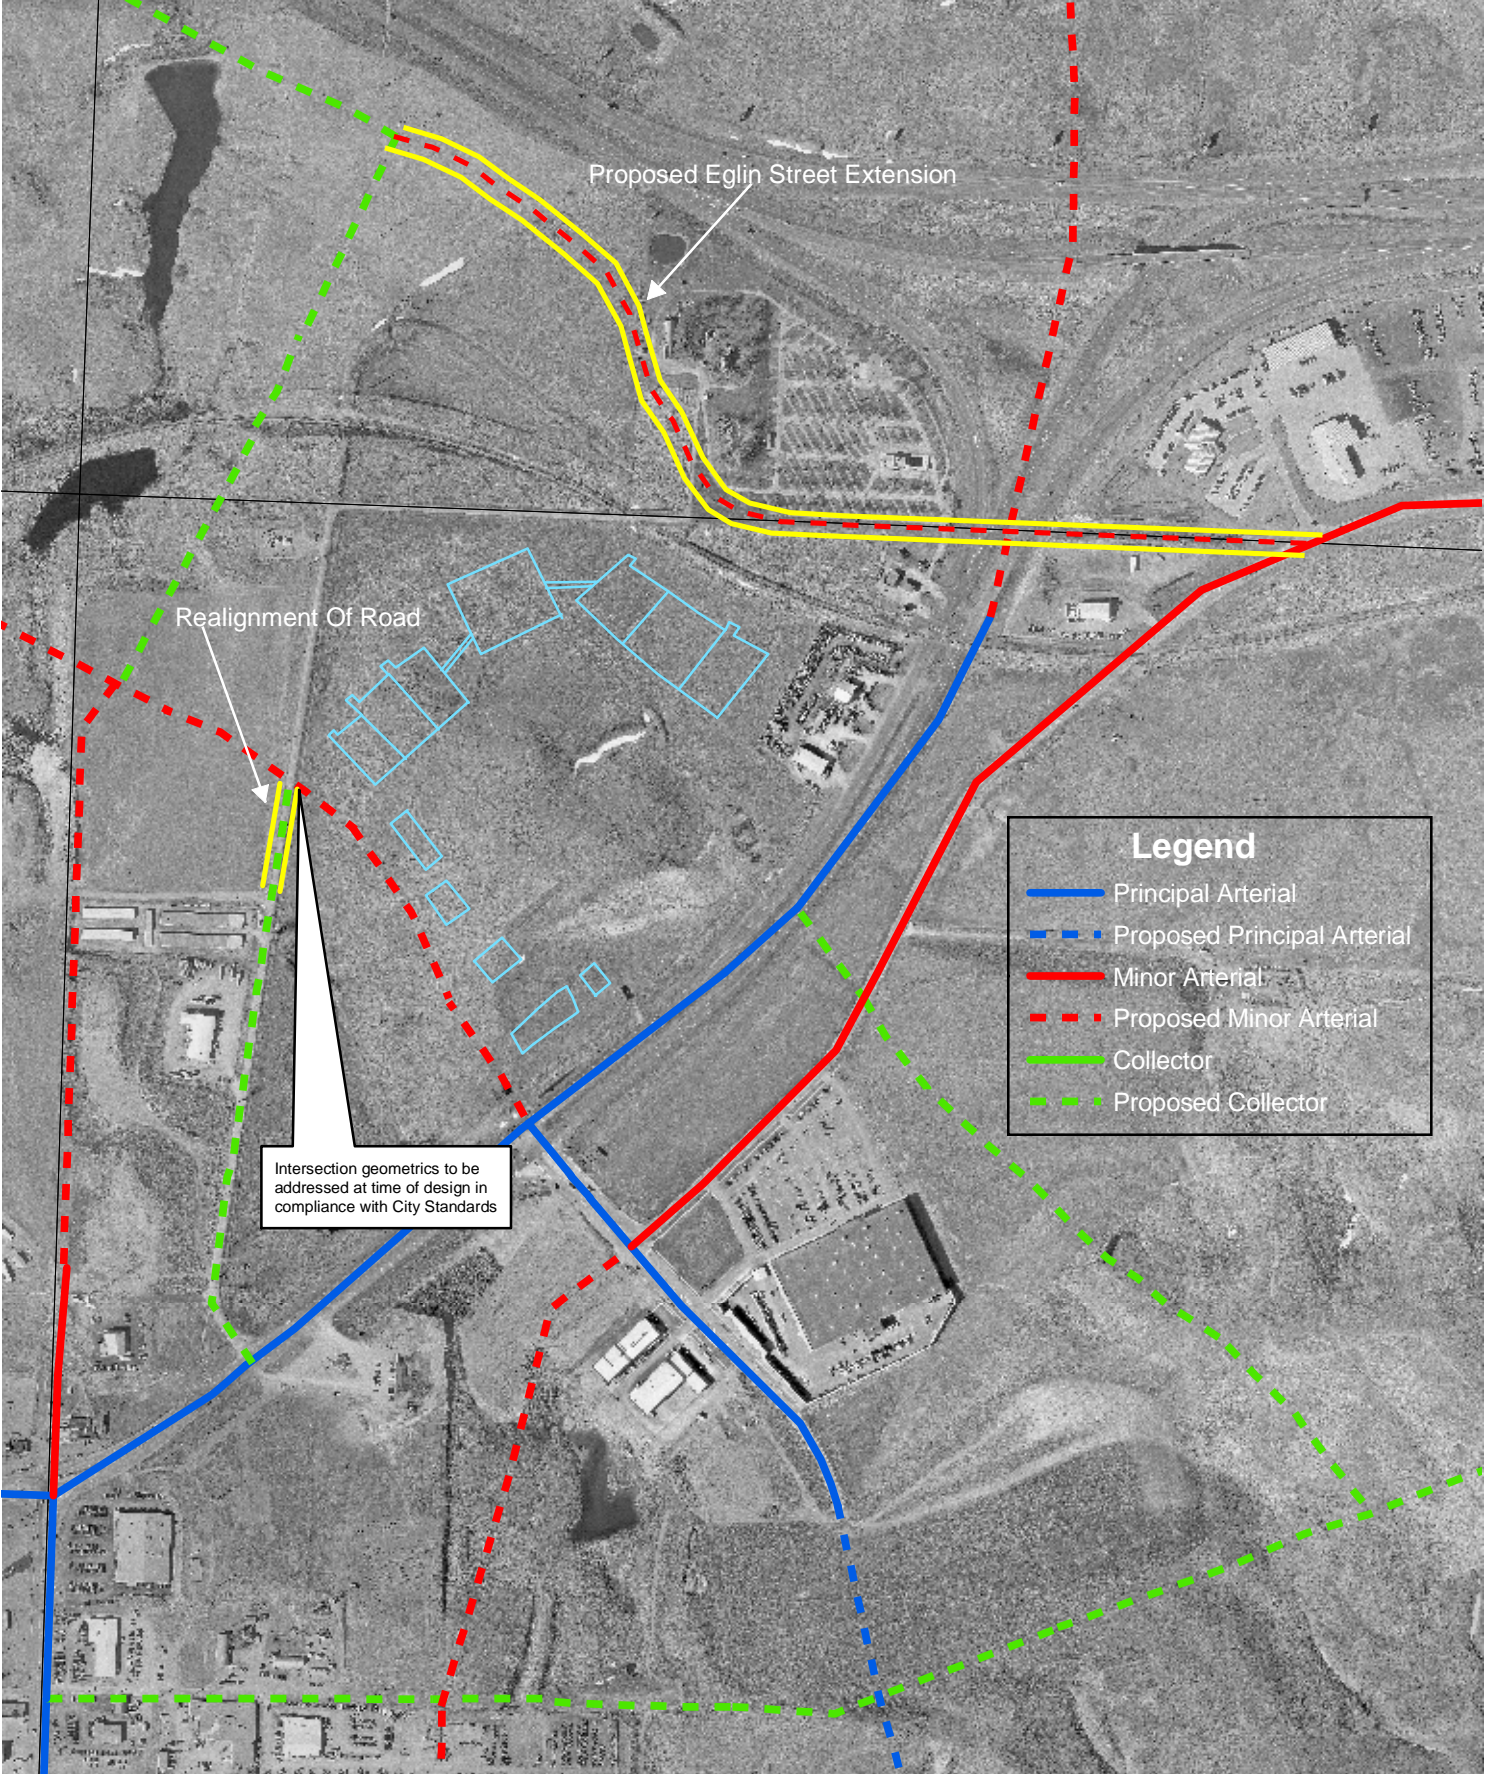 Proposed Eglin Street Extension
Realignment Of Road
Legend
Principal Arterial
Proposed Principal Arterial
Minor Arterial
Proposed Minor Arterial
Collector
Proposed Collector
Intersection geometrics to be
addressed at time of design in
compliance with City Standards